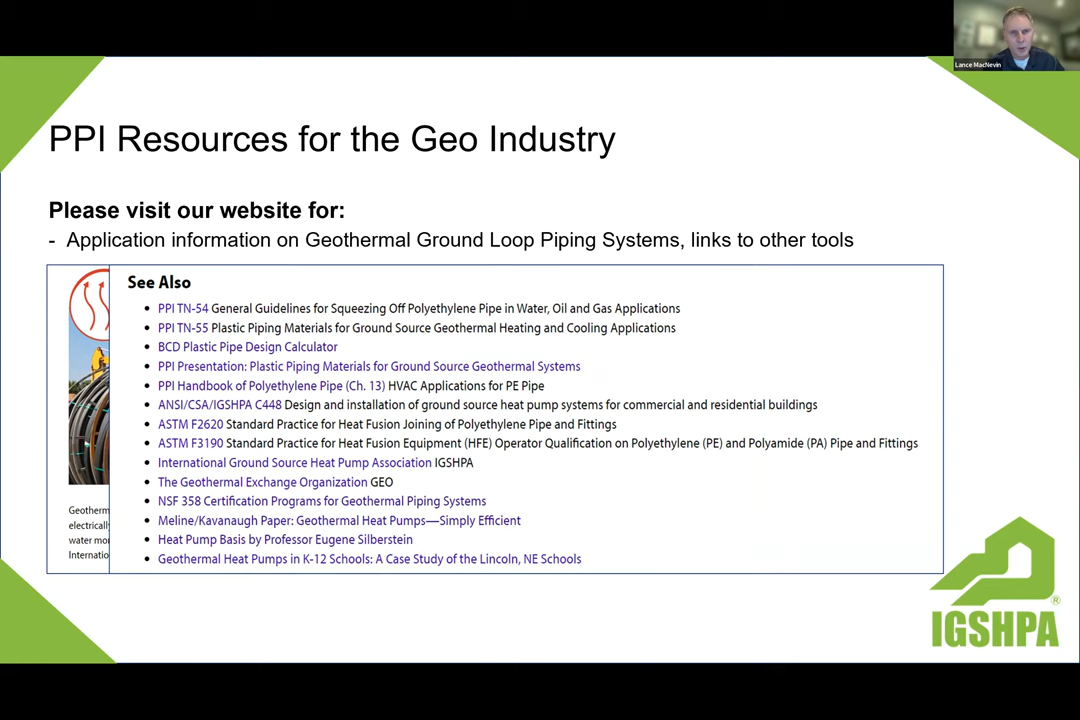 Lance MacNevin
PPI Resources for the Geo Industry
Please visit our website for:
- Application information on Geothermal Ground Loop Piping Systems, links to other tools
See Also
• PPI TN-54 General Guidelines for Squeezing Off Polyethylene Pipe in Water, Oil and Gas Applications
• PPI TN-55 Plastic Piping Materials for Ground Source Geothermal Heating and Cooling Applications
• BCD Plastic Pipe Design Calculator
• PPI Presentation: Plastic Piping Materials for Ground Source Geothermal Systems
• PPI Handbook of Polyethylene Pipe (Ch. 13) HVAC Applications for PE Pipe
• ANSI/CSA/IGSHPA C448 Design and installation of ground source heat pump systems for commercial and residential buildings
• ASTM F2620 Standard Practice for Heat Fusion Joining of Polyethylene Pipe and Fittings
• ASTM F3190 Standard Practice for Heat Fusion Equipment (HFE) Operator Qualification on Polyethylene (PE) and Polyamide (PA) Pipe and Fittings
• International Ground Source Heat Pump Association IGSHPA
• The Geothermal Exchange Organization GEO
• NSF 358 Certification Programs for Geothermal Piping Systems
• Meline/Kavanaugh Paper: Geothermal Heat Pumps—Simply Efficient
• Heat Pump Basis by Professor Eugene Silberstein
• Geothermal Heat Pumps in K-12 Schools: A Case Study of the Lincoln, NE Schools
Geotherm
electrically
water mo
Internatio
IGSHPA®